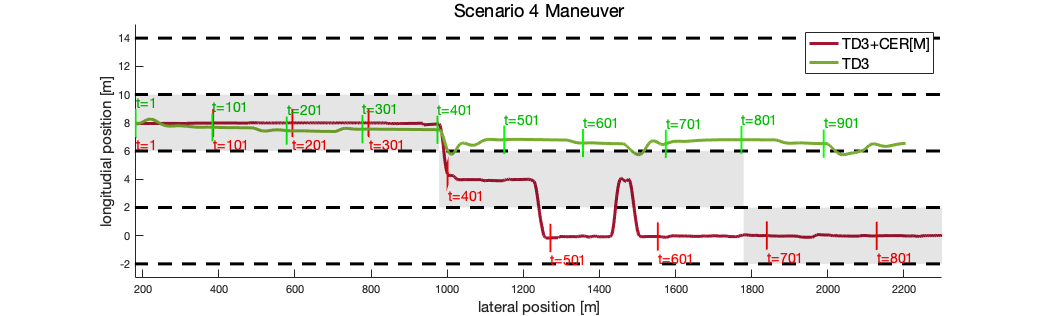 Scenario 4 Maneuver
longitudial position [m]
14
12
10
8
6
4
2
0
-2
TD3+CER[M]
TD3
t=1
t=101
t=201
t=301
t=401
t=501
t=601
t=701
t=801
t=901
t=1
t=101
t=201
t=301
t=401
t=501
t=601
t=701
t=801
200
400
600
800
1000
1200
1400
1600
1800
2000
2200
lateral position [m]